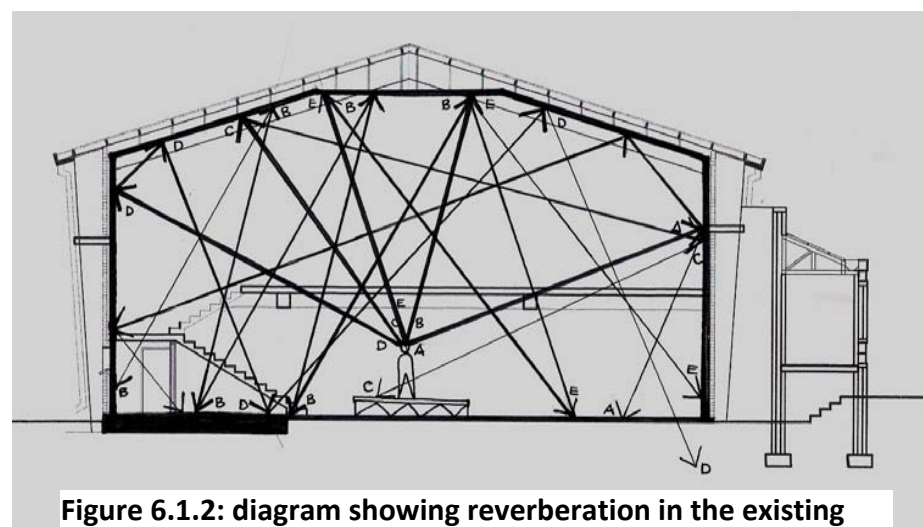 E B B E
B D
C
D
D
A
C
E
C B
D A
B C E
B D B E A
D
Figure 6.1.2: diagram showing reverberation in the existing